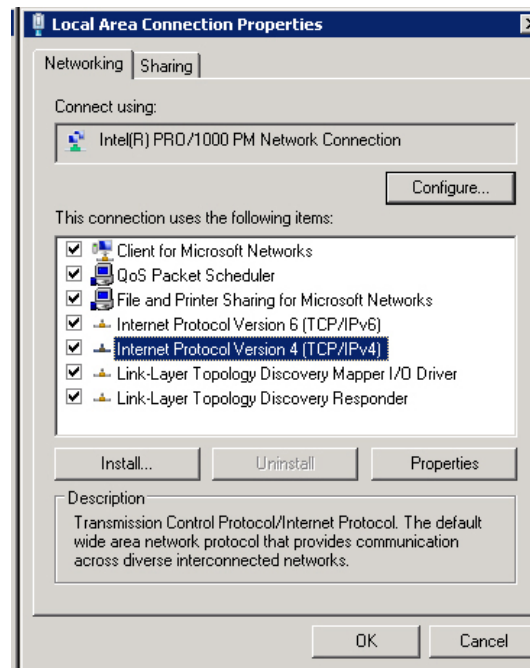 Local Area Connection Properties
Networking
Sharing
Connect using:
Intel(R) PRO/1000 PM Network Connection
Configure...
This connection uses the following items:
Client for Microsoft Networks
QoS Packet Scheduler
File and Printer Sharing for Microsoft Networks
Internet Protocol Version 6 (TCP/IPv6)
Internet Protocol Version 4 (TCP/IPv4)
Link-Layer Topology Discovery Mapper I/O Driver
Link-Layer Topology Discovery Responder
Install...
Uninstall
Properties
Description
Transmission Control Protocol/Internet Protocol. The default
wide area network protocol that provides communication
across diverse interconnected networks.
OK
Cancel